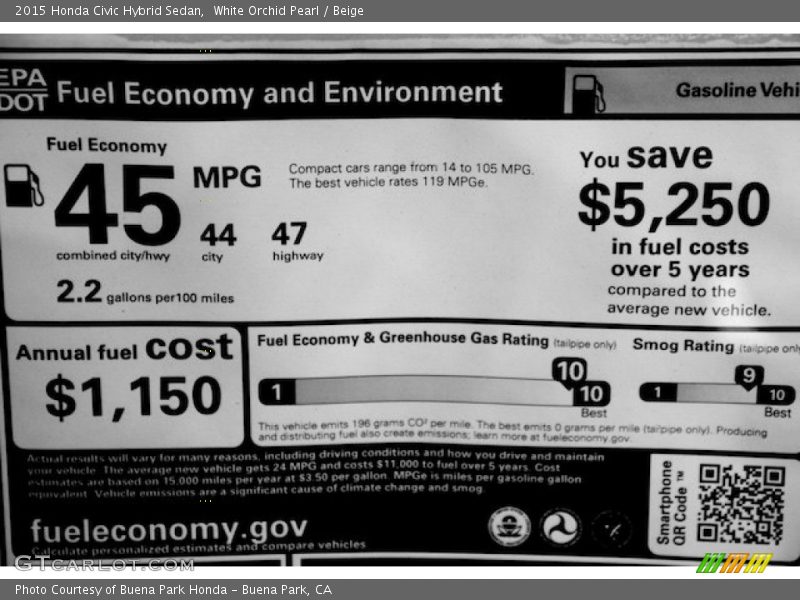 2015 Honda Civic Hybrid Sedan, White Orchid Pearl / Beige
EPA
DOT
Fuel Economy and Environment
Gasoline Vehi
Fuel Economy
45
MPG
combined city/hwy
44
city
47
highway
2.2 gallons per100 miles
Compact cars range from 14 to 105 MPG.
The best vehicle rates 119 MPGe.
You save
$5,250
in fuel costs
over 5 years
compared to the
average new vehicle.
Annual fuel cost
$1,150
Fuel Economy & Greenhouse Gas Rating (tailpipe only)
1
10
10
Best
Smog Rating (tailpipe only
1
9
10
Best
This vehicle emits 196 grams CO² per mile. The best emits 0 grams per mile (tailpipe only). Producing
and distributing fuel also create emissions; learn more at fueleconomy.gov.
Actual results will vary for many reasons, including driving conditions and how you drive and maintain
your vehicle. The average new vehicle gets 24 MPG and costs $11,000 to fuel over 5 years. Cost
estimates are based on 15,000 miles per year at $3.50 per gallon. MPGe is miles per gasoline gallon
equivalent. Vehicle emissions are a significant cause of climate change and smog.
fueleconomy.gov
Calculate personalized estimates and compare vehicles
Smartphone
QR Code™
GTCarLot.com
Photo Courtesy of Buena Park Honda - Buena Park, CA